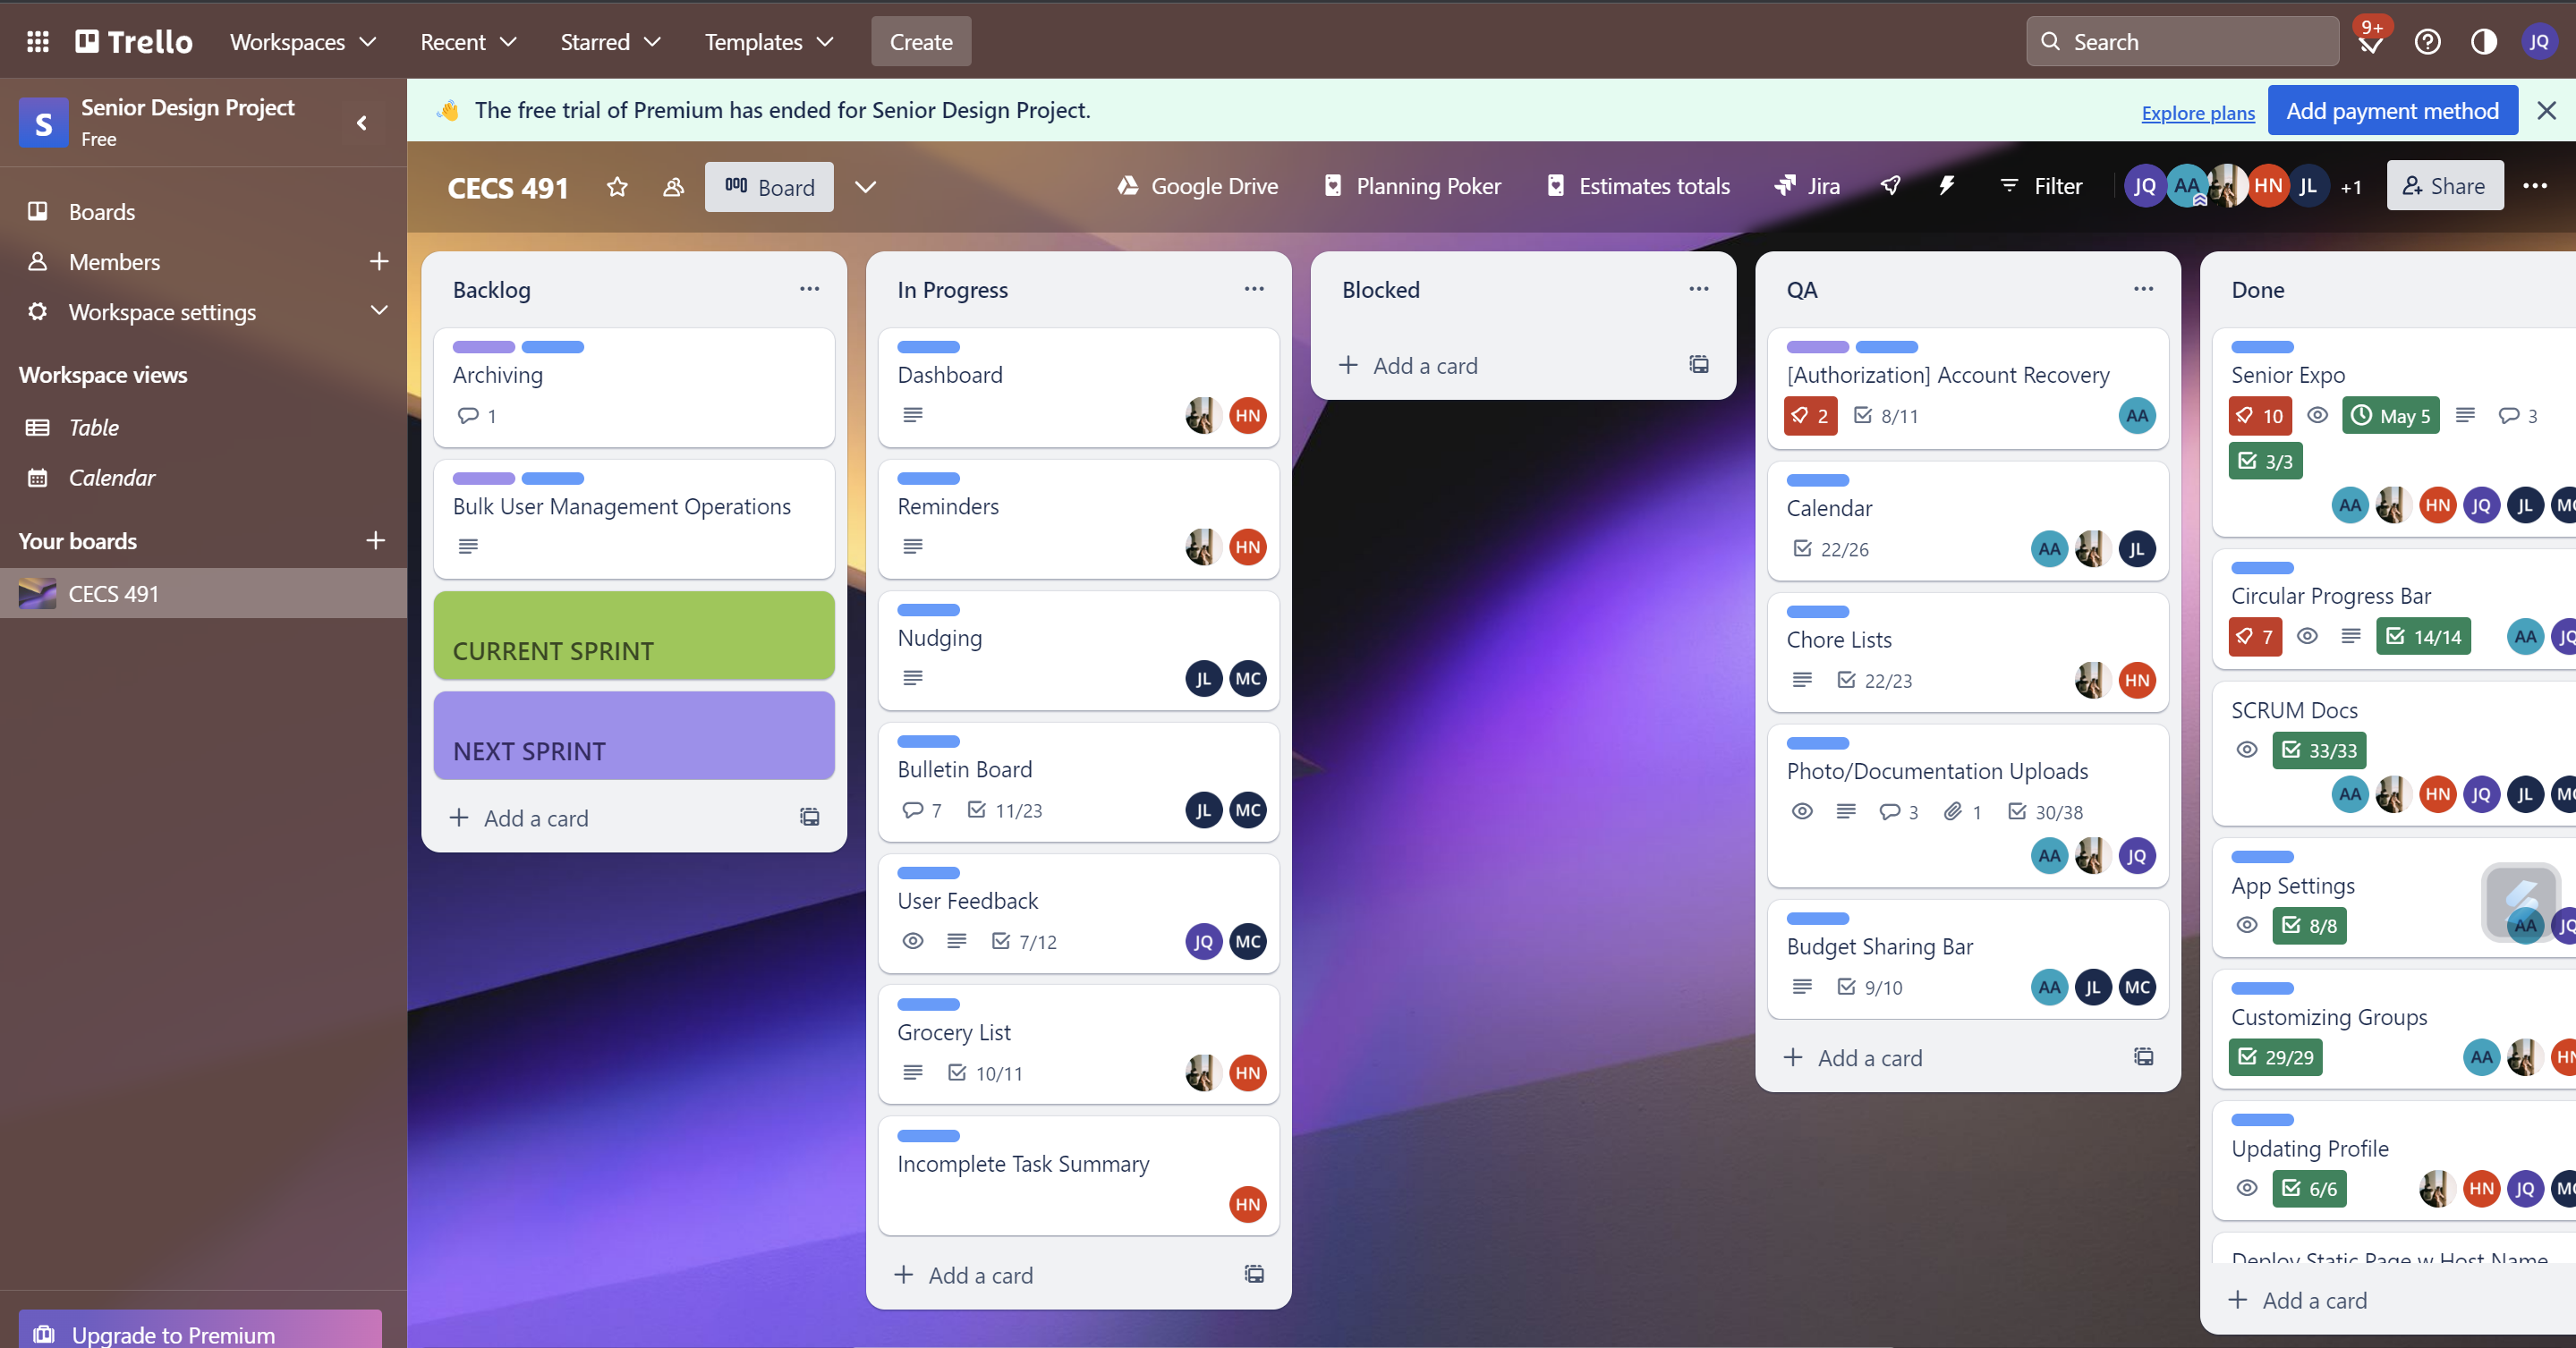 Trello
Workspaces
Recent
Starred
Templates
Create
Search
9+
JQ
S
Senior Design Project
Free
Boards
Members
Workspace settings
Workspace views
Table
Calendar
Your boards
CECS 491
Upgrade to Premium
The free trial of Premium has ended for Senior Design Project.
Explore plans
Add payment method
CECS 491
Board
Google Drive
Planning Poker
Estimates totals
Jira
Filter
JQ AA HN JL +1
Share
Backlog
Archiving
1
Bulk User Management Operations
CURRENT SPRINT
NEXT SPRINT
Add a card
In Progress
Dashboard
HN
Reminders
HN
Nudging
JL MC
Bulletin Board
7 11/23 JL MC
User Feedback
7/12 JQ MC
Grocery List
10/11 HN
Incomplete Task Summary
HN
Add a card
Blocked
Add a card
QA
[Authorization] Account Recovery
2 8/11 AA
Calendar
22/26 AA JL
Chore Lists
22/23 HN
Photo/Documentation Uploads
3 1 30/38
AA JQ
Budget Sharing Bar
9/10 AA JL MC
Add a card
Done
Senior Expo
10 May 5 3
3/3
AA HN JQ JL MC
Circular Progress Bar
7 14/14 AA JQ
SCRUM Docs
33/33
AA HN JQ JL MC
App Settings
8/8 AA JQ
Customizing Groups
29/29 AA HN
Updating Profile
6/6 HN JQ MC
Deploy Static Page w Host Name
Add a card